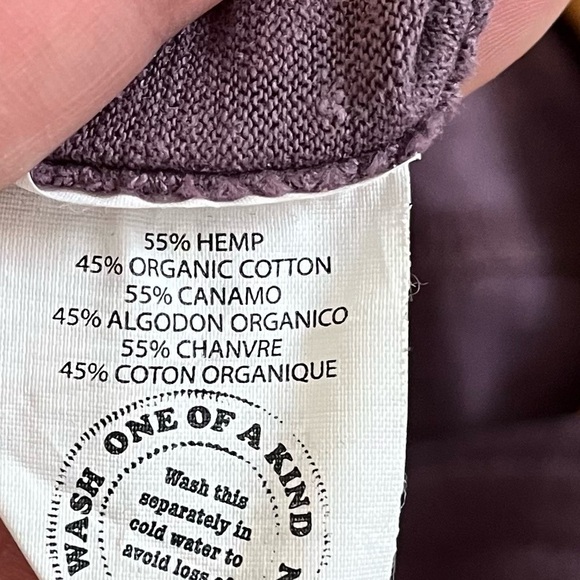 55% HEMP
45% ORGANIC COTTON
55% CANAMO
45% ALGODON ORGANICO
55% CHANVRE
45% COTON ORGANIQUE
WASH ONE OF A KIND
Wash this
separately in
cold water to
avoid loss